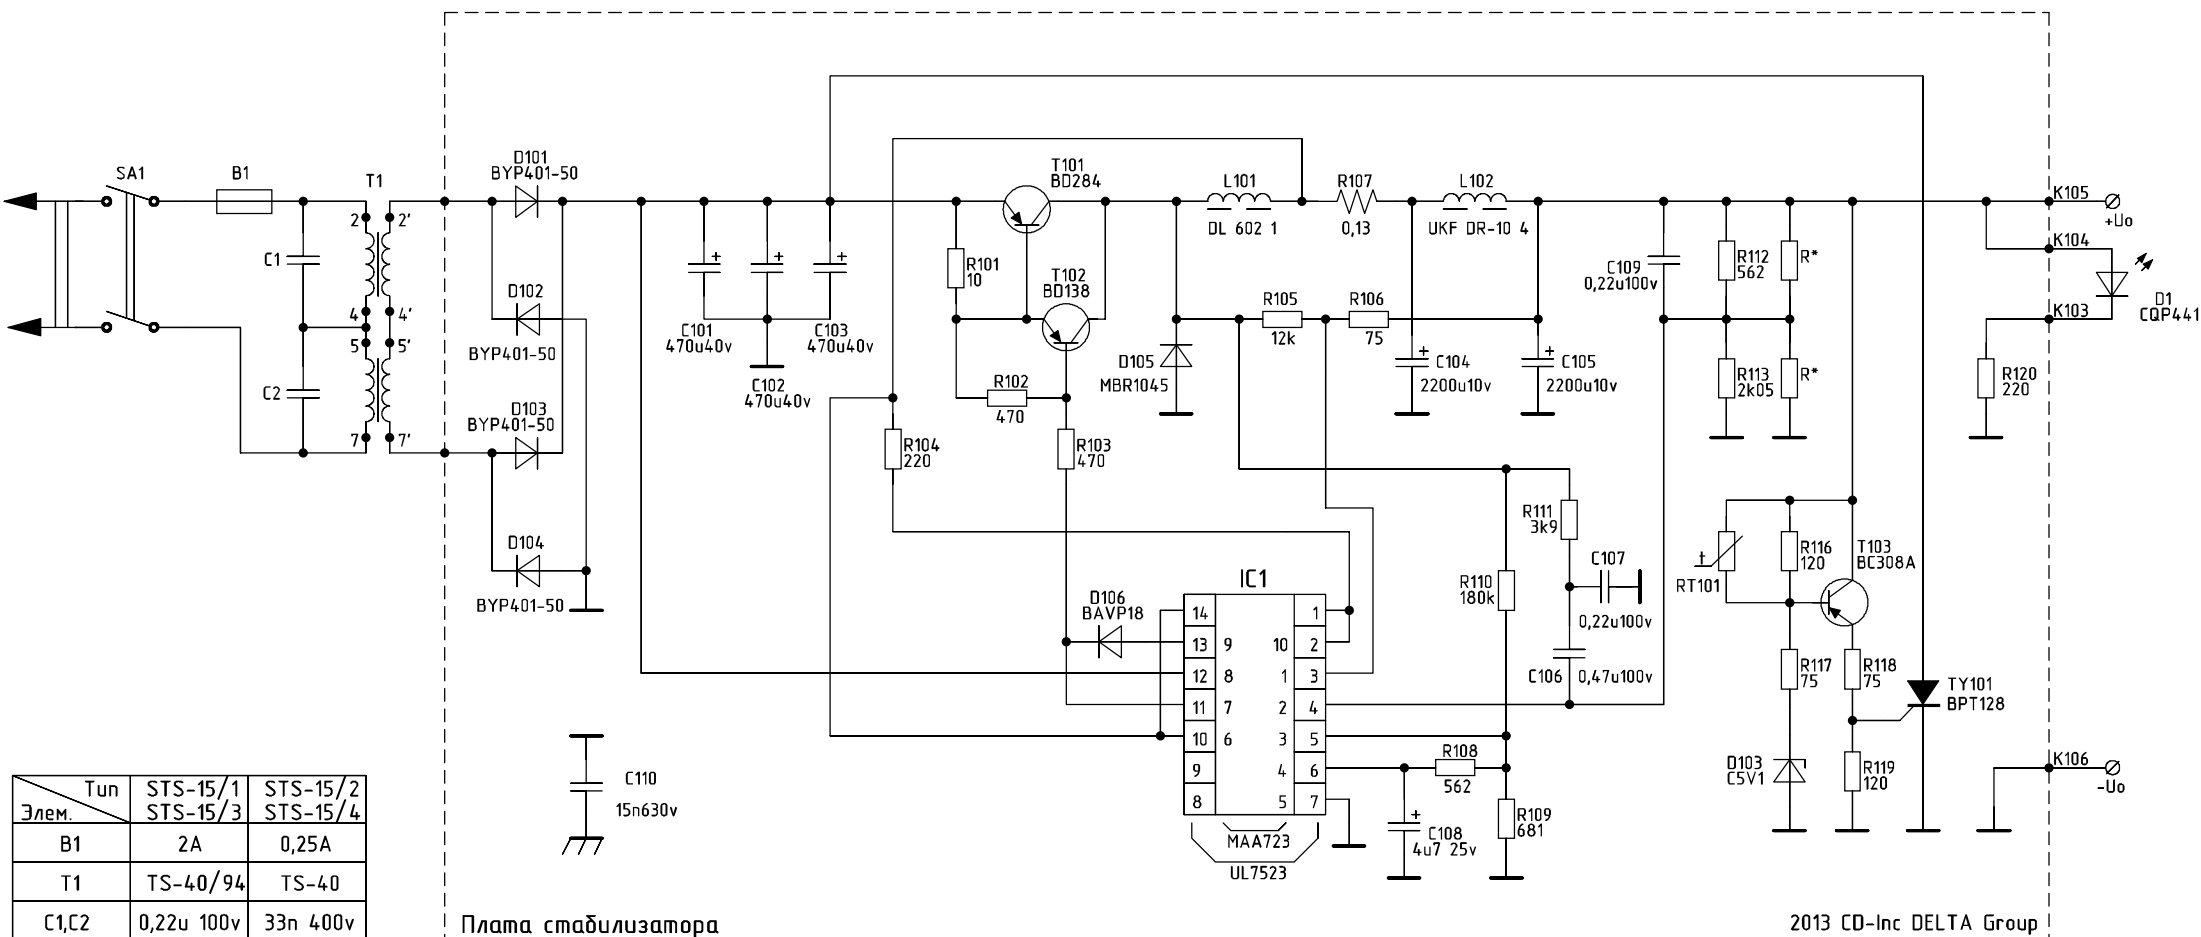 SA1
B1
T1
2
2'
4
4'
5
5'
7
7'
C1
C2
D101
BYP401-50
D102
BYP401-50
D103
BYP401-50
D104
BYP401-50
+
+
+
C101
470u40v
C102
470u40v
C103
470u40v
T101
BD284
R101
10
T102
BD138
R102
470
R103
470
R104
220
L101
DL 602 1
R107
0,13
L102
UKF DR-10 4
R105
12k
R106
75
D105
MBR1045
+
C104
2200u10v
+
C105
2200u10v
C109
0,22u100v
R112
562
R*
R113
2k05
R*
K105
+Uo
K104
K103
D1
CQP441
R120
220
R111
3k9
C107
0,22u100v
R110
180k
C106
0,47u100v
t
RT101
R116
120
T103
BC308A
R117
75
R118
75
TY101
BPT128
D103
C5V1
R119
120
K106
-Uo
IC1
D106
BAVP18
14 1
13 9 10 2
12 8 1 3
11 7 2 4
10 6 3 5
9 4 6
8 5 7
MAA723
UL7523
R108
562
+
C108
4u7 25v
R109
681
C110
15n630v
Тип
Элем.
STS-15/1
STS-15/3
STS-15/2
STS-15/4
B1 2A 0,25A
T1 TS-40/94 TS-40
C1,C2 0,22u 100v 33n 400v
Плата стабилизатора
2013 CD-Inc DELTA Group